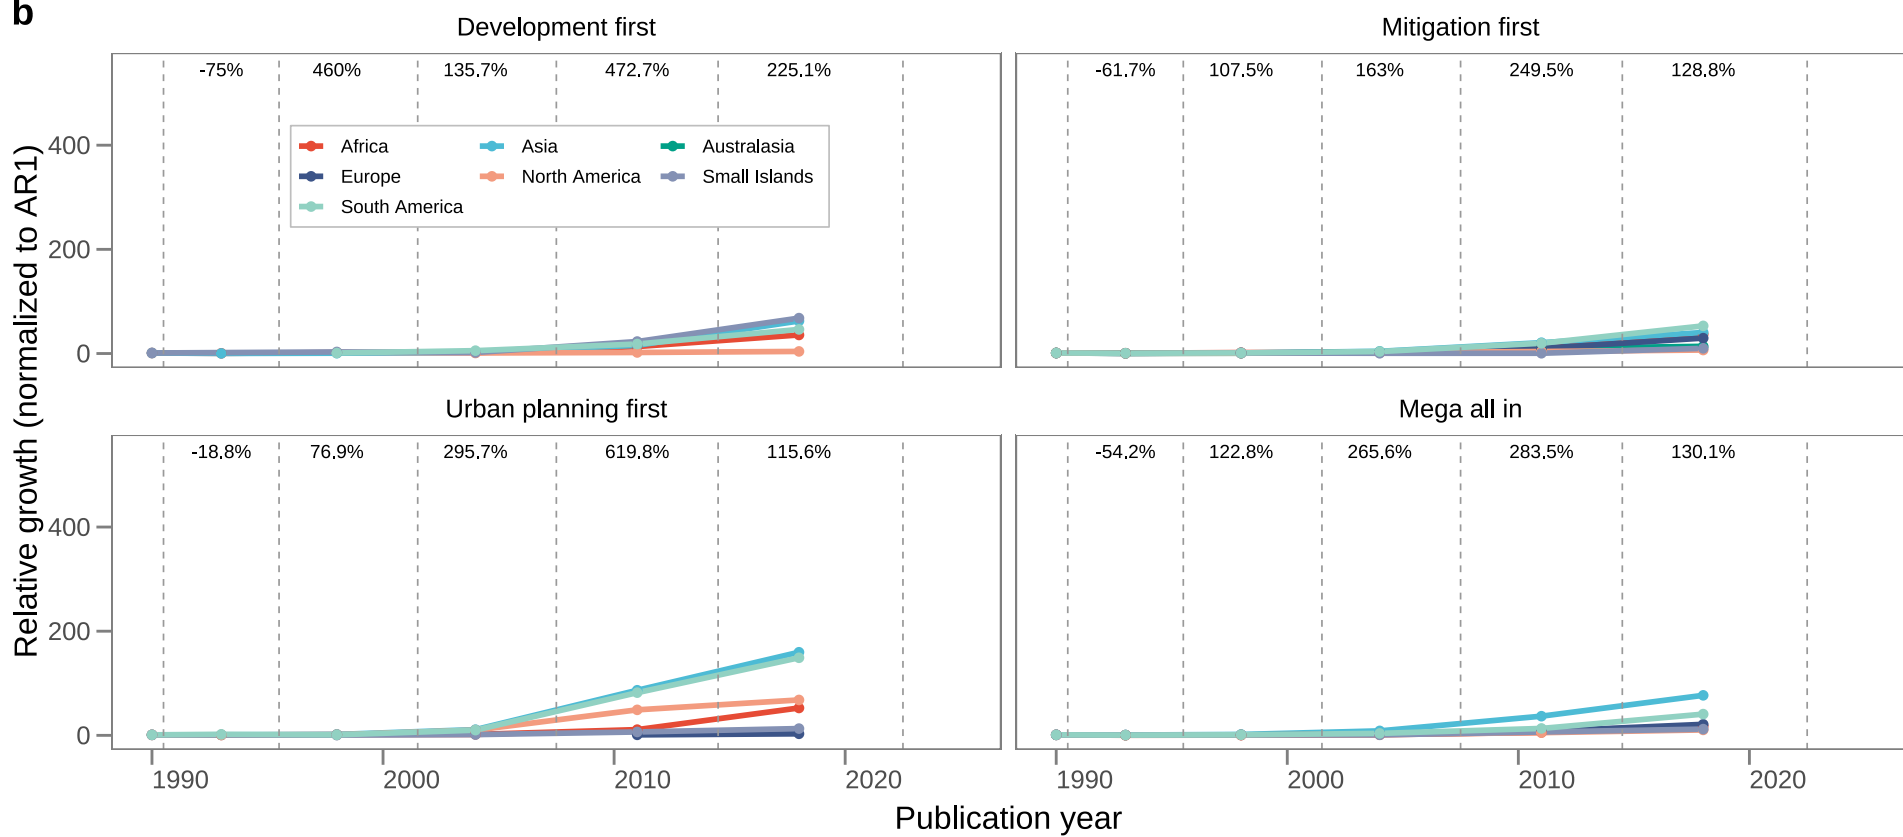 b
Development first
Mitigation first
-75% 460% 135.7% 472.7% 225.1%
-61.7% 107.5% 163% 249.5% 128.8%
Africa Asia Australasia
Europe North America Small Islands
South America
400
200
0
Urban planning first
Mega all in
-18.8% 76.9% 295.7% 619.8% 115.6%
-54.2% 122.8% 265.6% 283.5% 130.1%
400
200
0
Relative growth (normalized to AR1)
1990 2000 2010 2020
1990 2000 2010 2020
Publication year